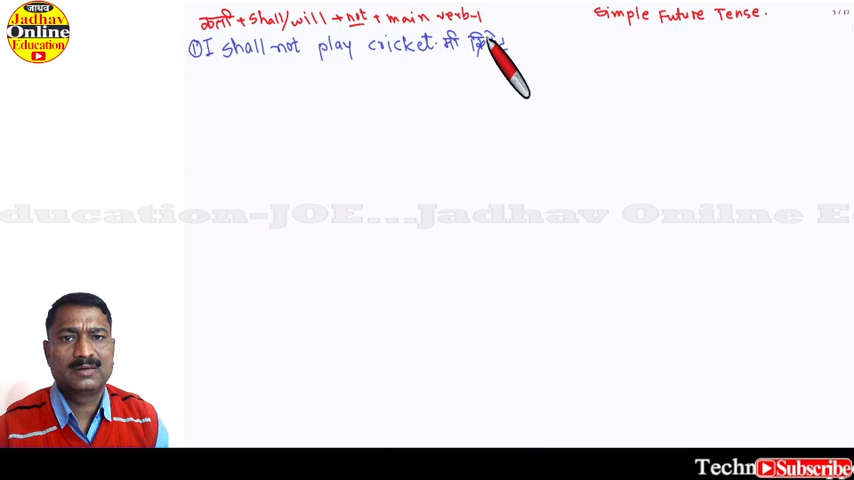 जाधव
Jadhav
Online
Education
कर्ता + shall/will + not + main verb-1
Simple Future Tense.
① I shall not play cricket. मी
ducation-JOE...Jadhav Onilne E
Techn Subscribe